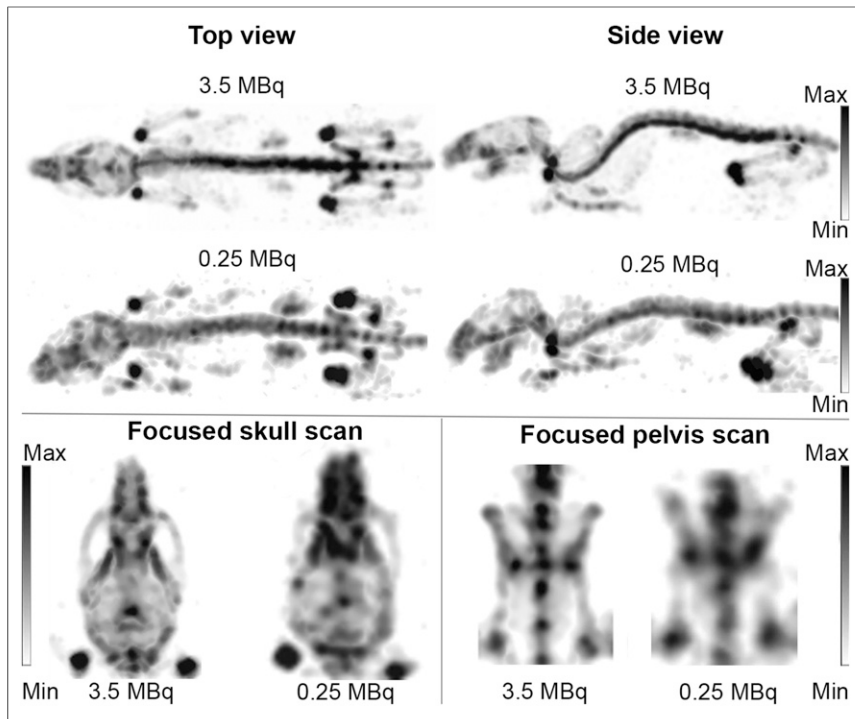 Top view
Side view
3.5 MBq
3.5 MBq
Max
Min
0.25 MBq
0.25 MBq
Max
Min
Focused skull scan
Focused pelvis scan
Max
Max
Min
3.5 MBq
0.25 MBq
3.5 MBq
0.25 MBq
Min